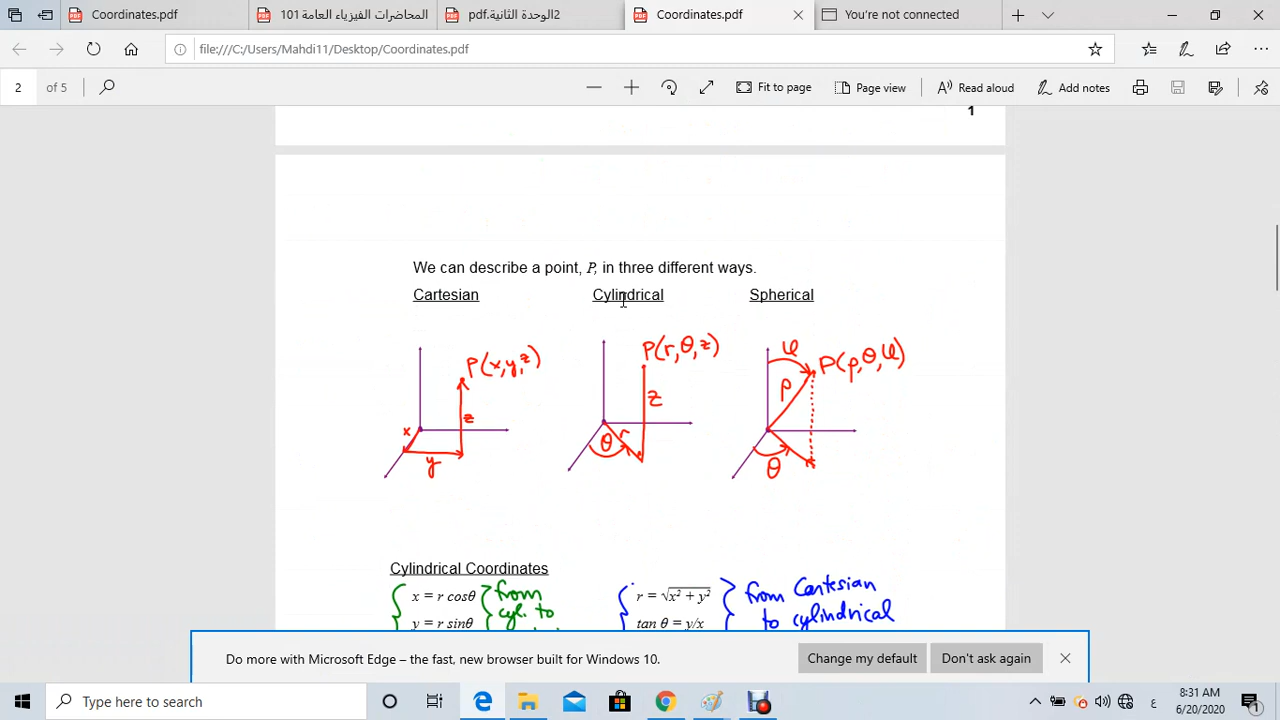 Coordinates.pdf
المحاضرات الفيزياء العامة 101
2الوحدة الثانية.pdf
Coordinates.pdf
You're not connected
file:///C:/Users/Mahdi11/Desktop/Coordinates.pdf
2 of 5
Fit to page
Page view
Read aloud
Add notes
1
We can describe a point, P, in three different ways.
Cartesian Cylindrical Spherical
P(x,y,z)
x
y
z
P(r,θ,z)
z
r
θ
φ
P(ρ,θ,φ)
ρ
θ
Cylindrical Coordinates
x = r cosθ
y = r sinθ
from
cyl. to
r = √x² + y²
tan θ = y/x
from Cartesian
to cylindrical
Do more with Microsoft Edge – the fast, new browser built for Windows 10.
Change my default
Don't ask again
Type here to search
ع
8:31 AM
6/20/2020
1